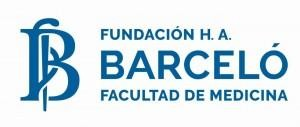 FUNDACIÓN H. A.
BARCELÓ
FACULTAD DE MEDICINA